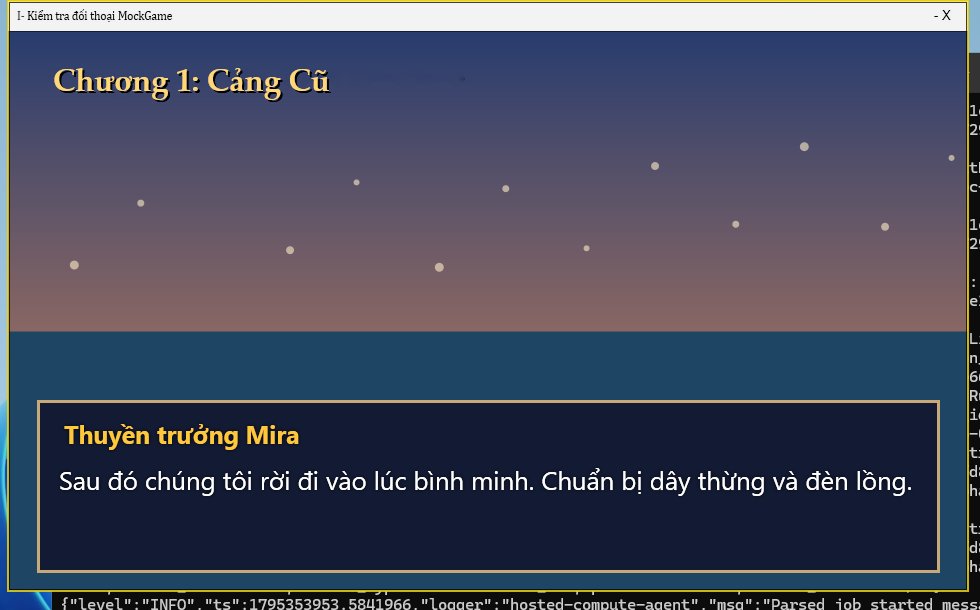 I- Kiểm tra đối thoại MockGame
- X
Chương 1: Cảng Cũ
Thuyền trưởng Mira
Sau đó chúng tôi rời đi vào lúc bình minh. Chuẩn bị dây thừng và đèn lồng.
{"level":"INFO","ts":1795353953.5841966,"logger":"hosted-compute-agent","msg":"Parsed job started mes